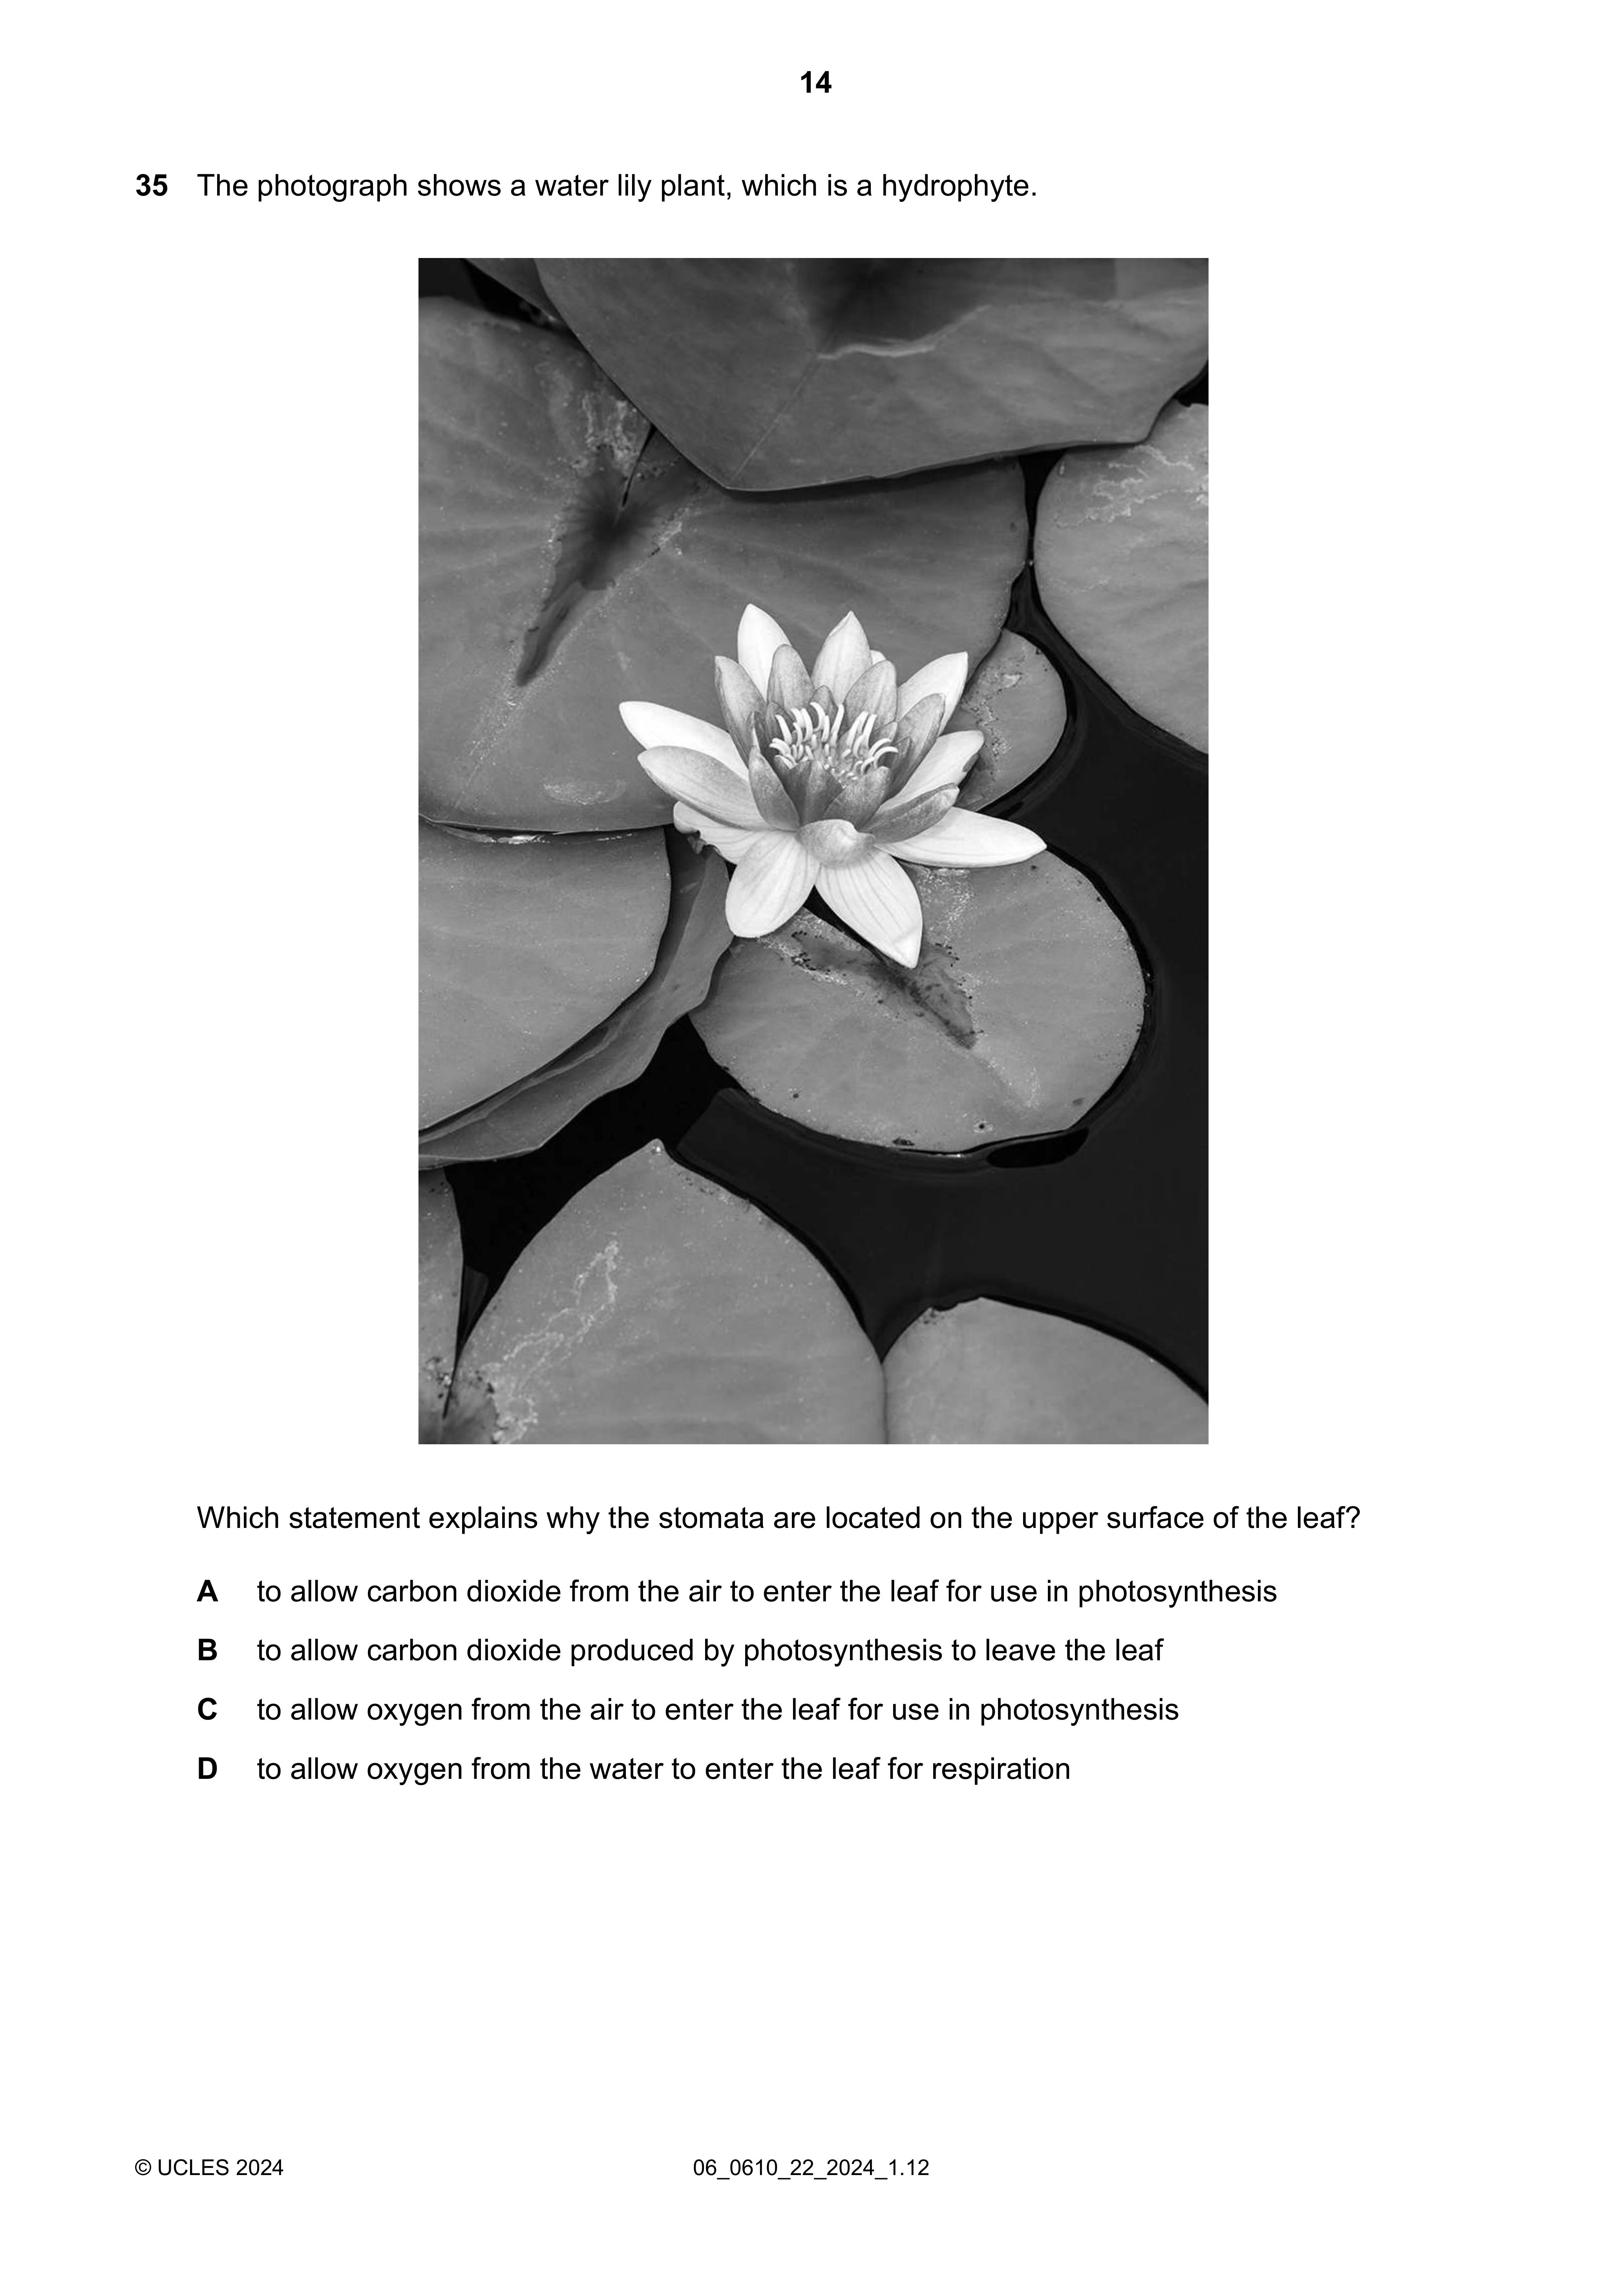 14
35 The photograph shows a water lily plant, which is a hydrophyte.
Which statement explains why the stomata are located on the upper surface of the leaf?
A to allow carbon dioxide from the air to enter the leaf for use in photosynthesis
B to allow carbon dioxide produced by photosynthesis to leave the leaf
C to allow oxygen from the air to enter the leaf for use in photosynthesis
D to allow oxygen from the water to enter the leaf for respiration
© UCLES 2024 06_0610_22_2024_1.12